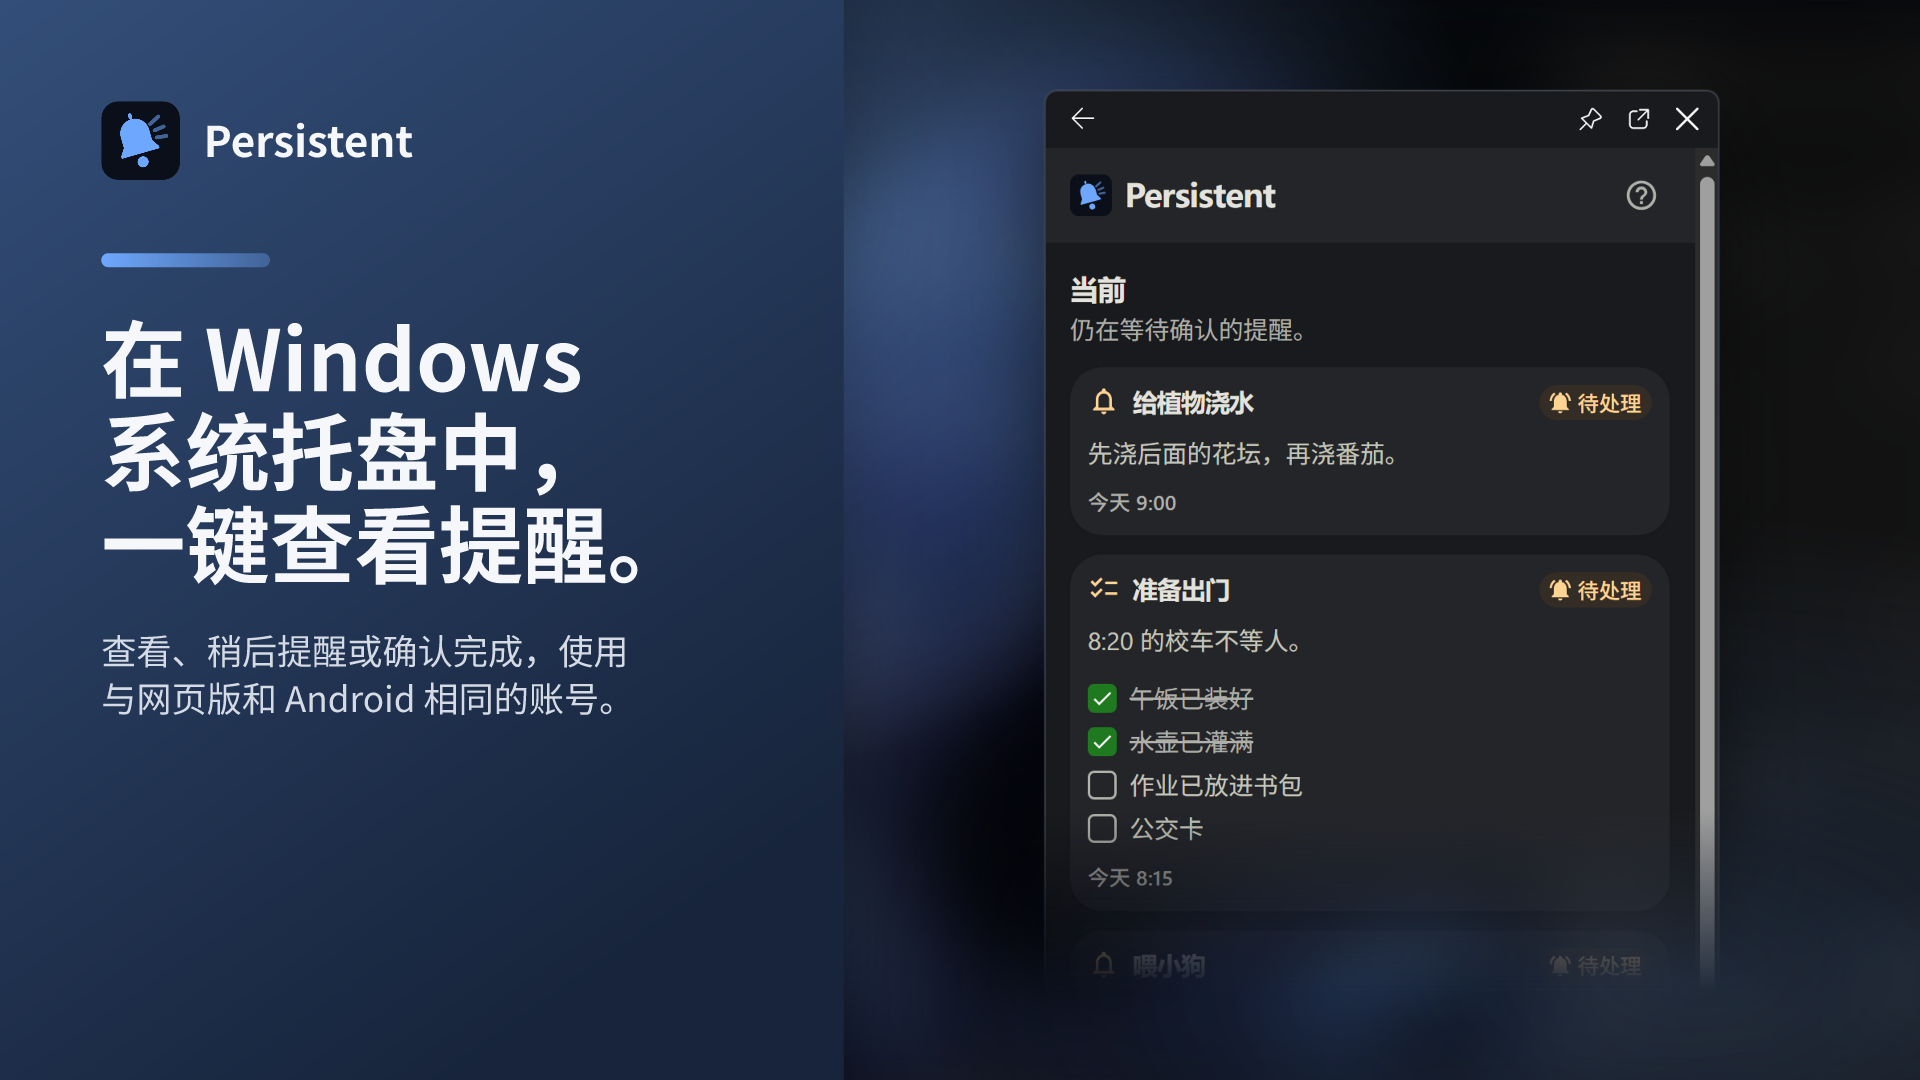 Persistent
在 Windows
系统托盘中，
一键查看提醒。
查看、稍后提醒或确认完成，使用
与网页版和 Android 相同的账号。
Persistent
当前
仍在等待确认的提醒。
给植物浇水
待处理
先浇后面的花坛，再浇番茄。
今天 9:00
准备出门
待处理
8:20 的校车不等人。
午饭已装好
水壶已灌满
作业已放进书包
公交卡
今天 8:15
喂小狗
待处理